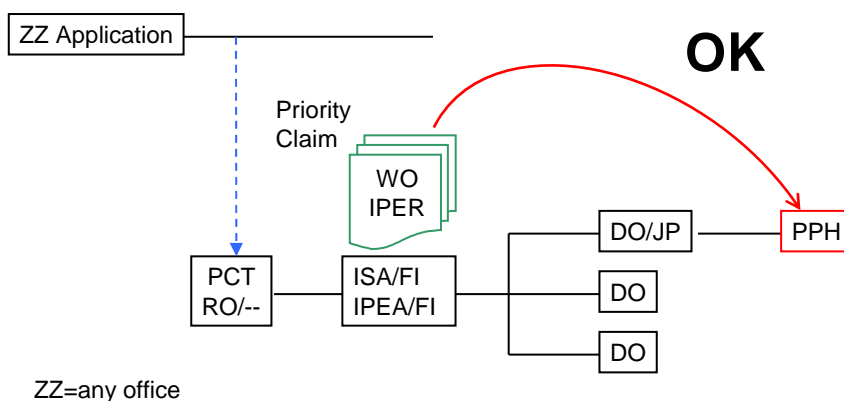 ZZ Application
OK
Priority
Claim
WO
IPER
DO/JP
PPH
PCT
RO/--
ISA/FI
IPEA/FI
DO
DO
ZZ=any office